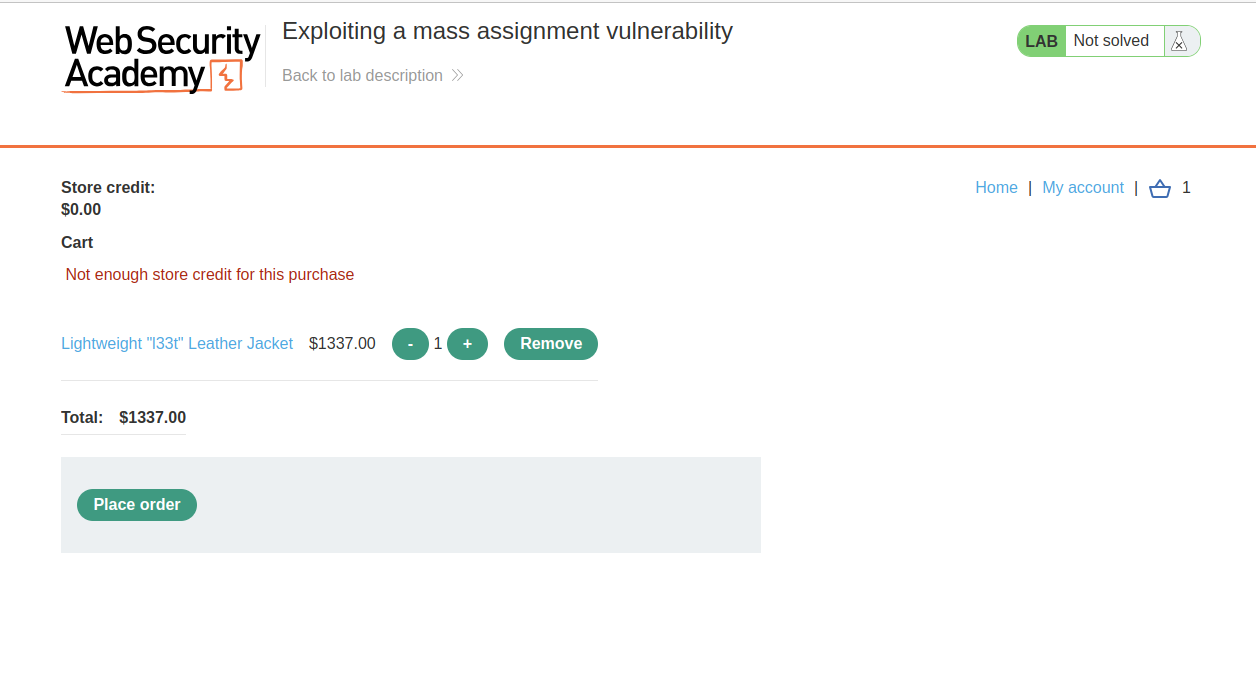 Web Security
Academy
Exploiting a mass assignment vulnerability
Back to lab description
LAB Not solved
Store credit:
$0.00
Home | My account | 1
Cart
Not enough store credit for this purchase
Lightweight "l33t" Leather Jacket $1337.00 - 1 + Remove
Total: $1337.00
Place order